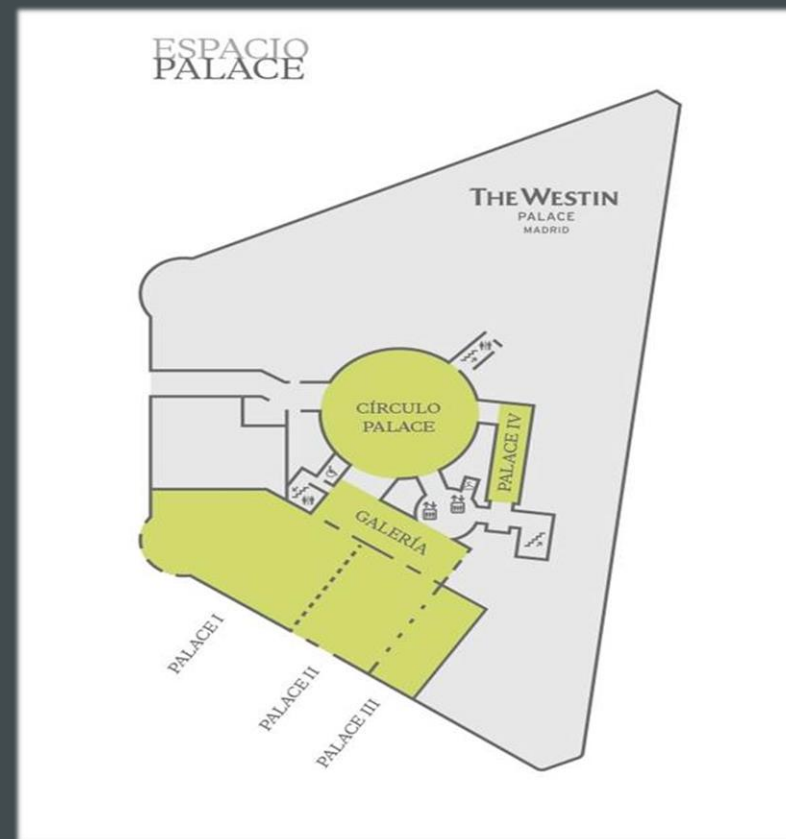 ESPACIO
PALACE
THE WESTIN
PALACE
MADRID
CÍRCULO
PALACE
PALACE IV
GALERÍA
PALACE I
PALACE II
PALACE III